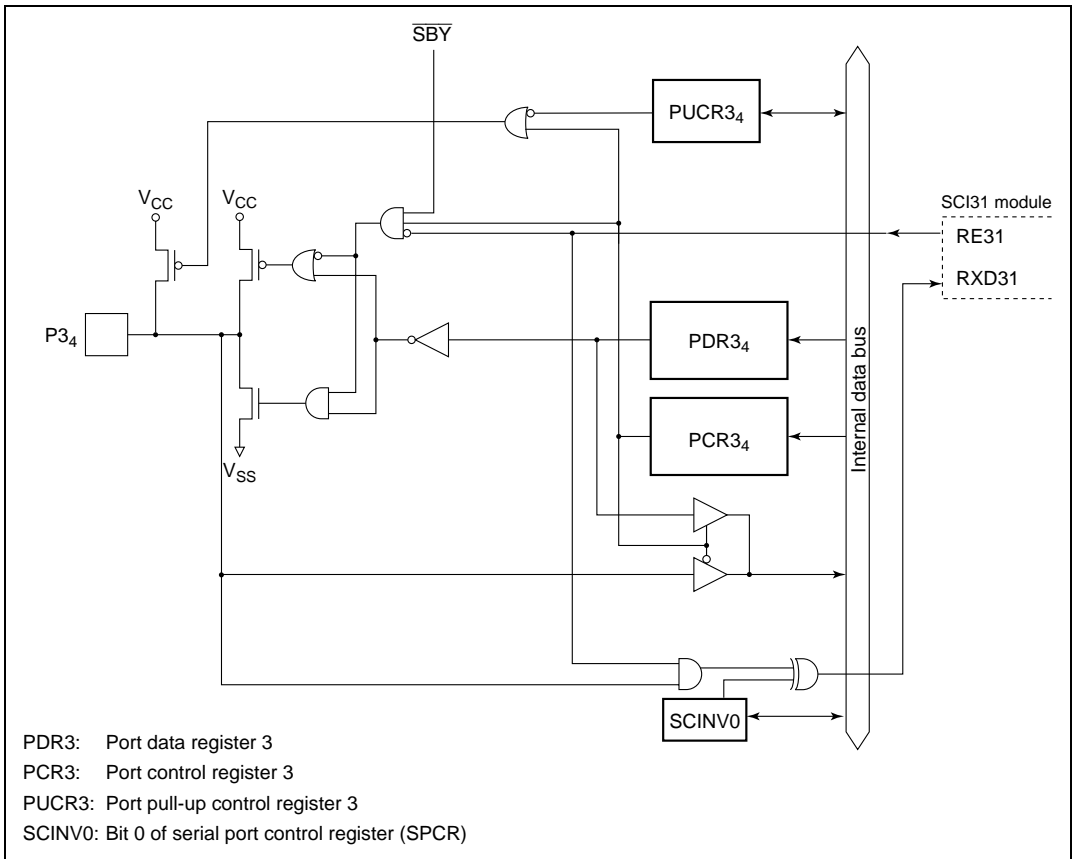 SBY
PUCR3₄
V_CC V_CC
SCI31 module
RE31
RXD31
P3₄
PDR3₄
PCR3₄
Internal data bus
V_SS
SCINV0
PDR3: Port data register 3
PCR3: Port control register 3
PUCR3: Port pull-up control register 3
SCINV0: Bit 0 of serial port control register (SPCR)